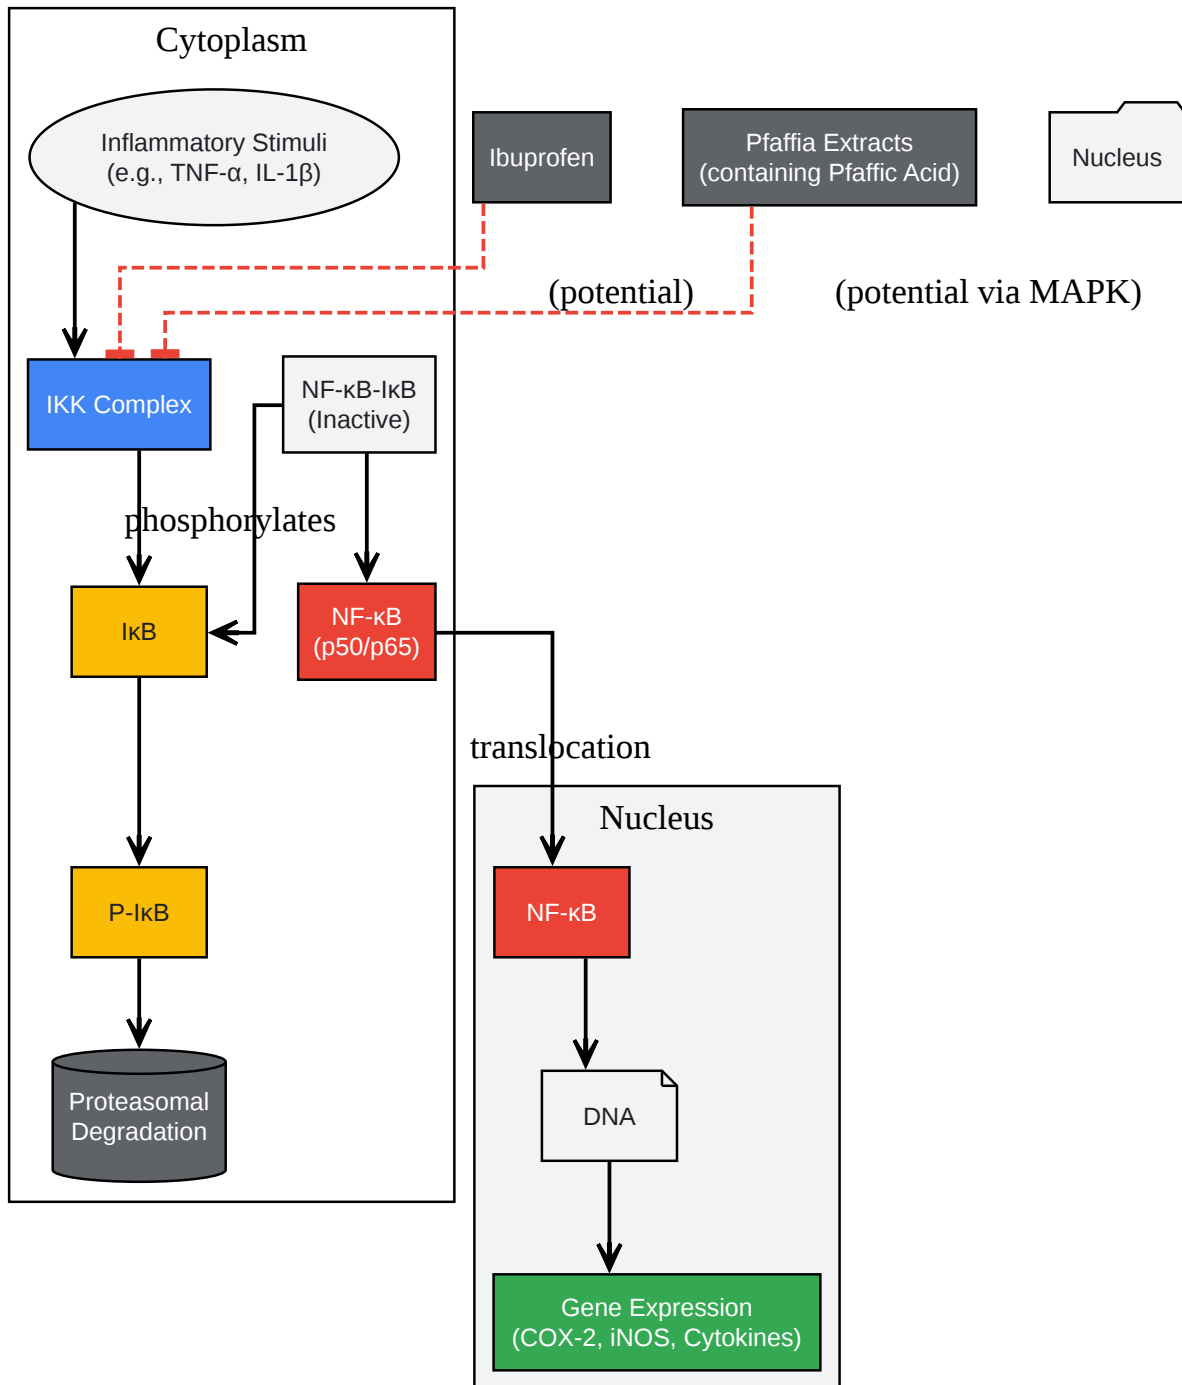 Cytoplasm
Inflammatory Stimuli
(e.g., TNF-α, IL-1β)
Ibuprofen
Pfaffia Extracts
(containing Pfaffic Acid)
Nucleus
(potential)
(potential via MAPK)
IKK Complex
NF-κB-IκB
(Inactive)
phosphorylates
IκB
NF-κB
(p50/p65)
translocation
Nucleus
P-IκB
NF-κB
Proteasomal
Degradation
DNA
Gene Expression
(COX-2, iNOS, Cytokines)